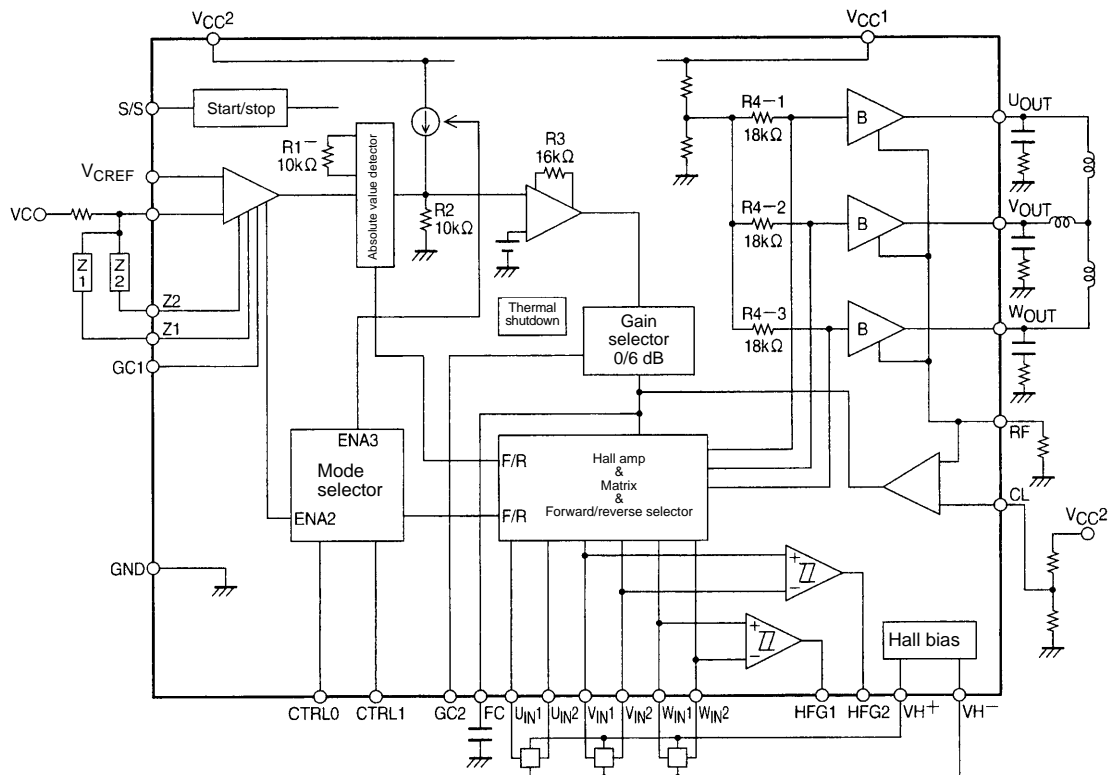 VCC2
VCC1
S/S
Start/stop
R1
10kΩ
Absolute value detector
R3
16kΩ
R2
10kΩ
R4-1
18kΩ
B
UOUT
VCREF
VC
Z1
Z2
R4-2
18kΩ
B
VOUT
Z2
Z1
GC1
Thermal
shutdown
Gain
selector
0/6 dB
R4-3
18kΩ
B
WOUT
RF
ENA3
Mode
selector
ENA2
F/R
F/R
Hall amp
&
Matrix
&
Forward/reverse selector
CL
VCC2
GND
+
−
+
−
Hall bias
CTRL0
CTRL1
GC2
FC
UIN1
UIN2
VIN1
VIN2
WIN1
WIN2
HFG1
HFG2
VH+
VH−